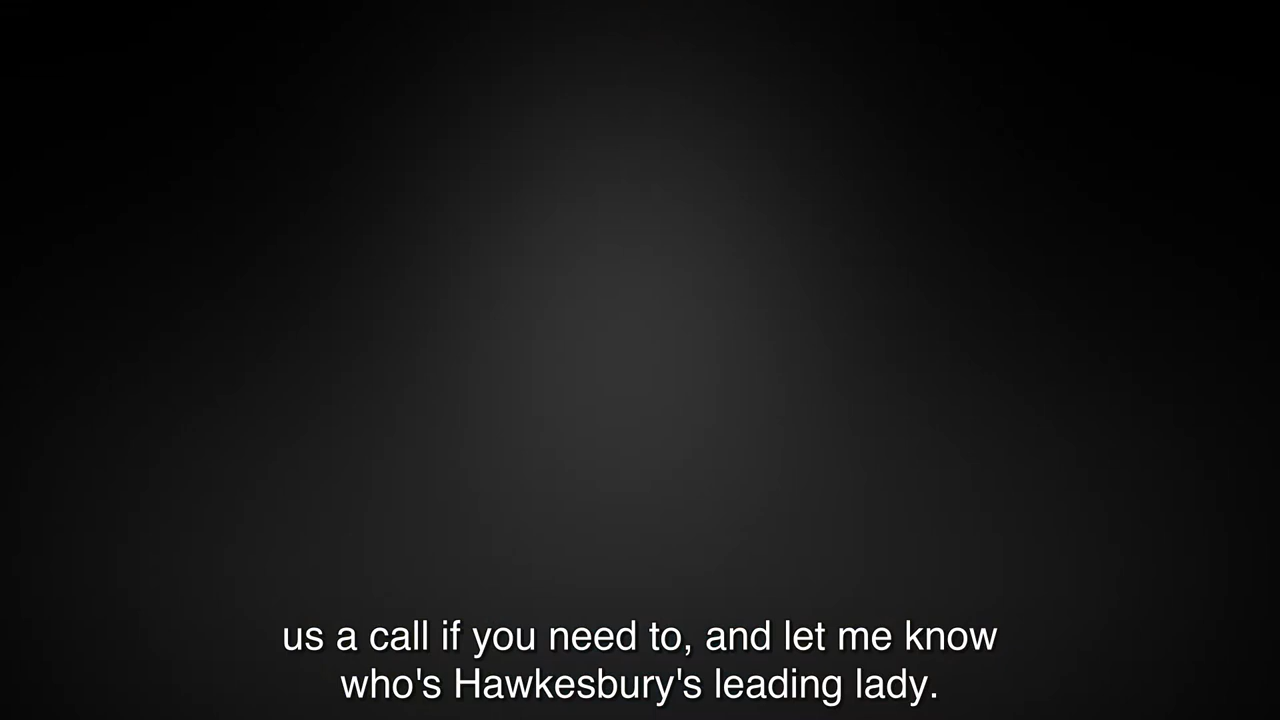 us a call if you need to, and let me know
who's Hawkesbury's leading lady.